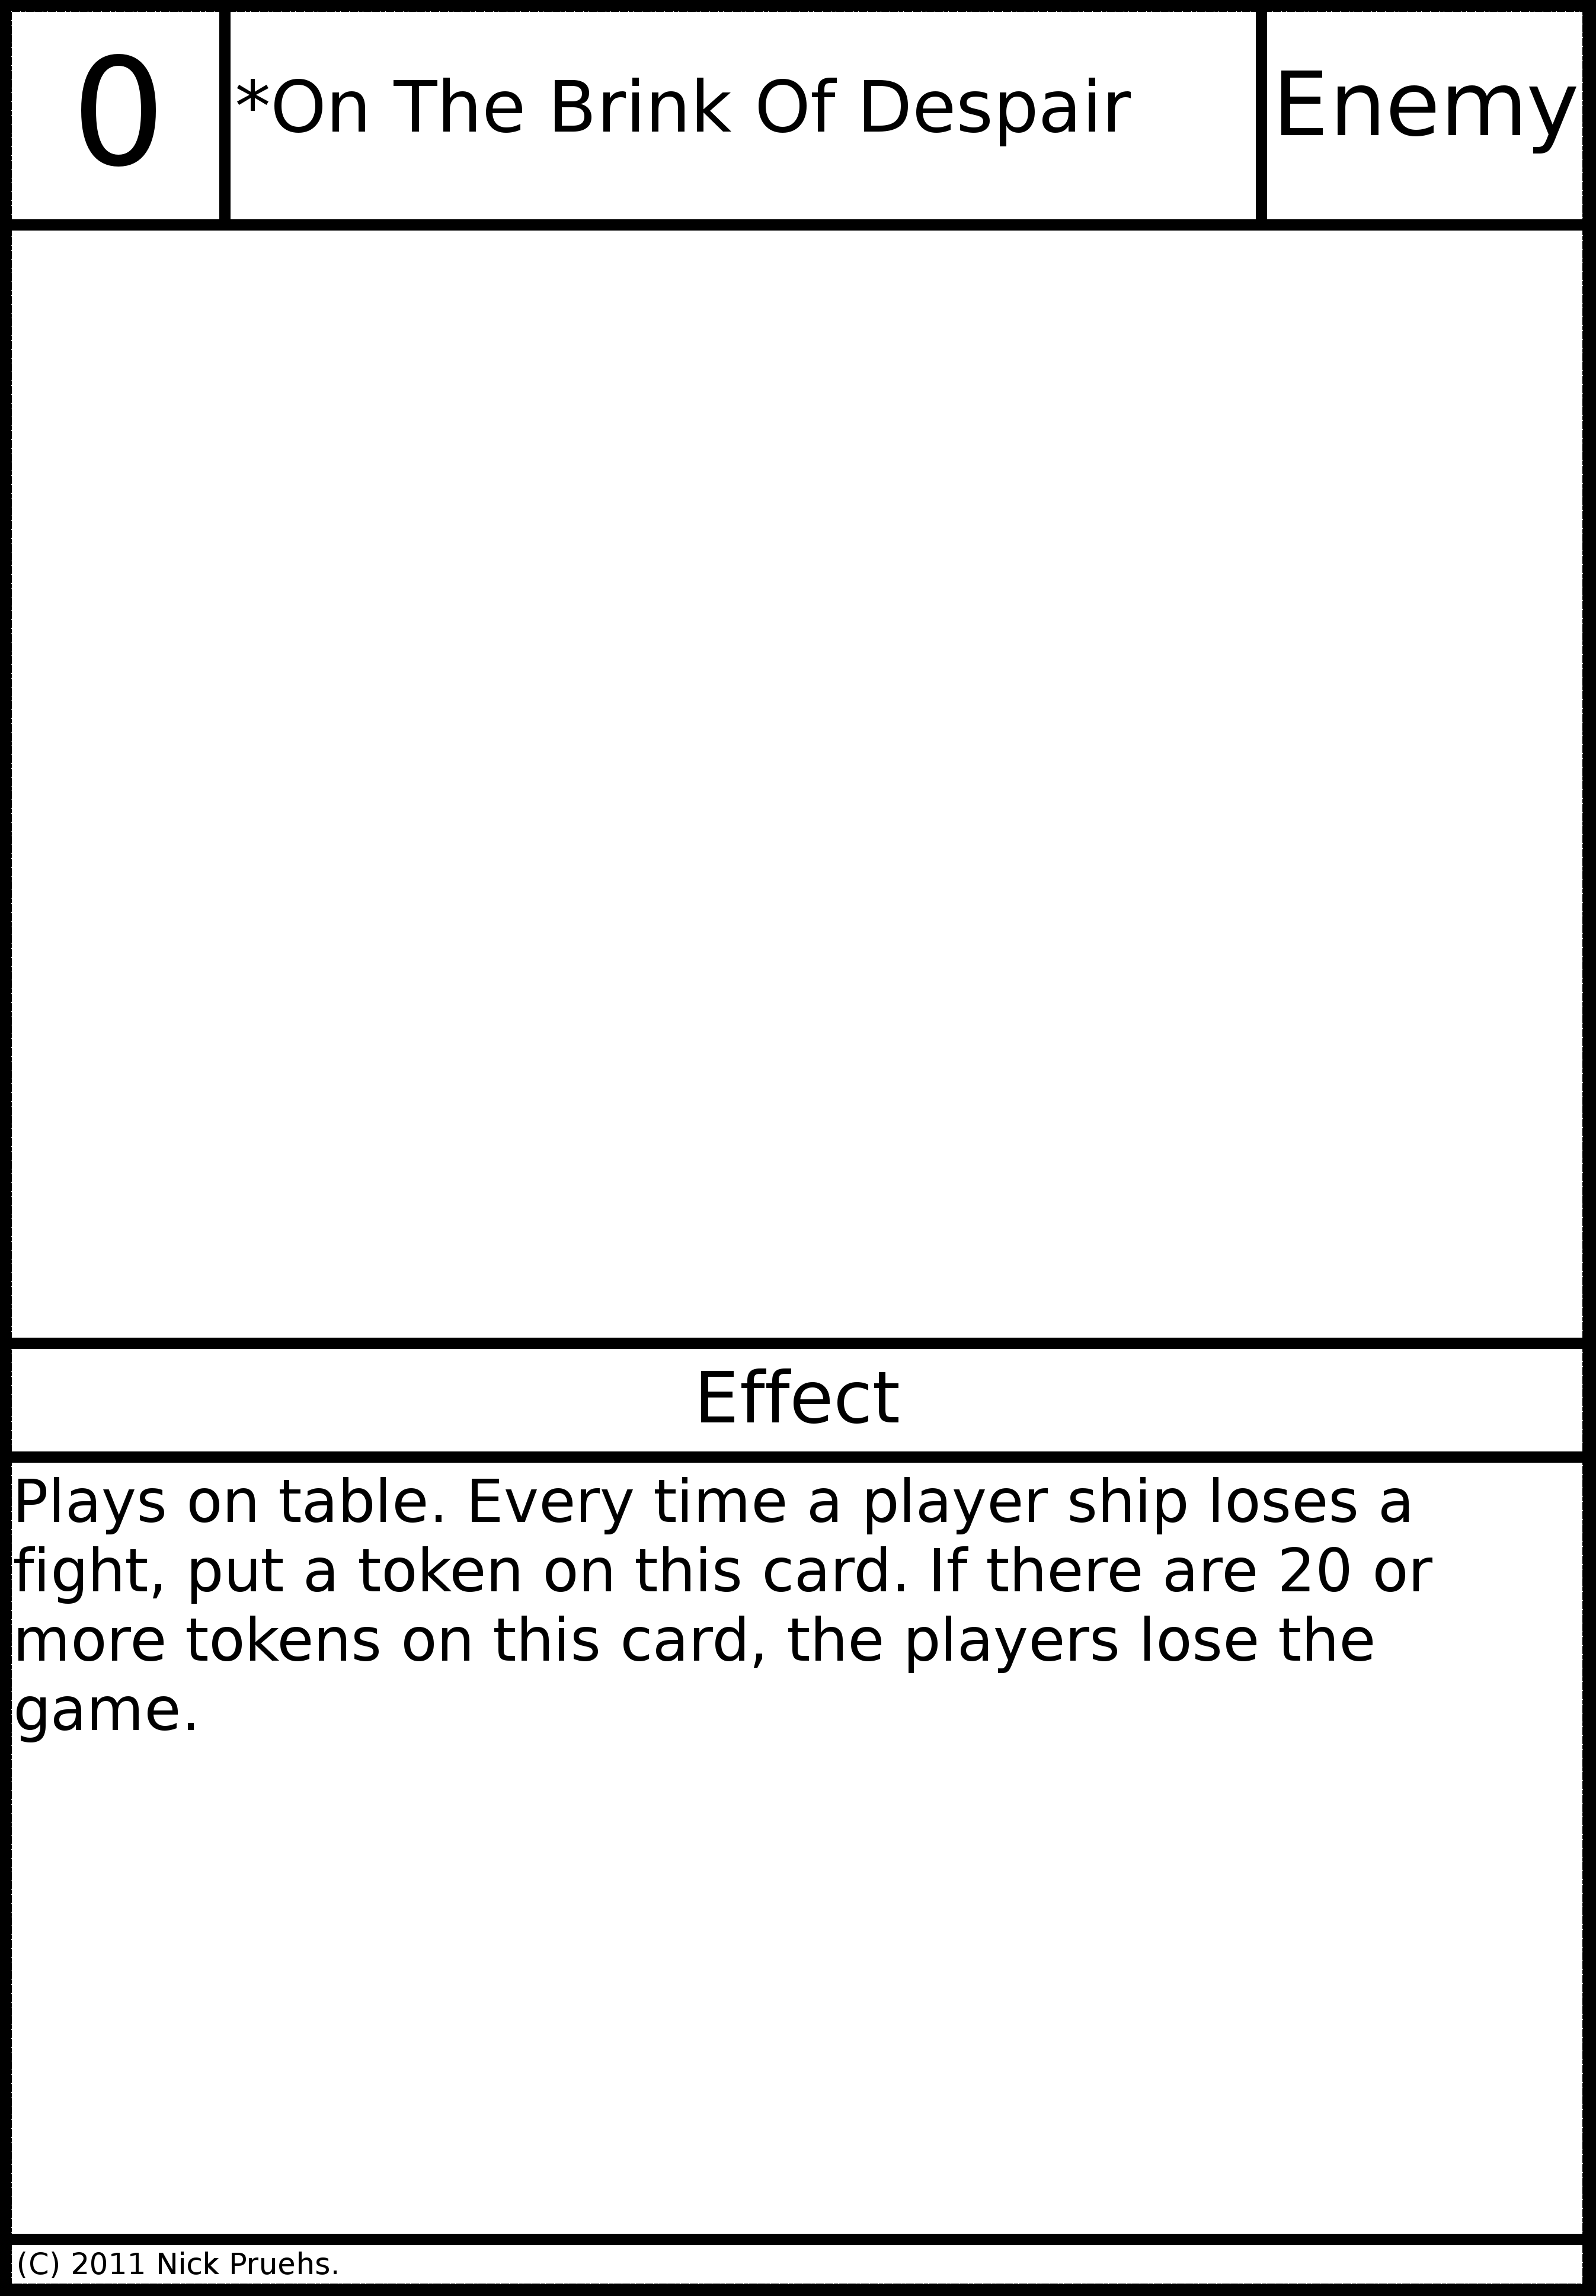 0
*On The Brink Of Despair
Enemy
Effect
Plays on table. Every time a player ship loses a
fight, put a token on this card. If there are 20 or
more tokens on this card, the players lose the
game.
(C) 2011 Nick Pruehs.